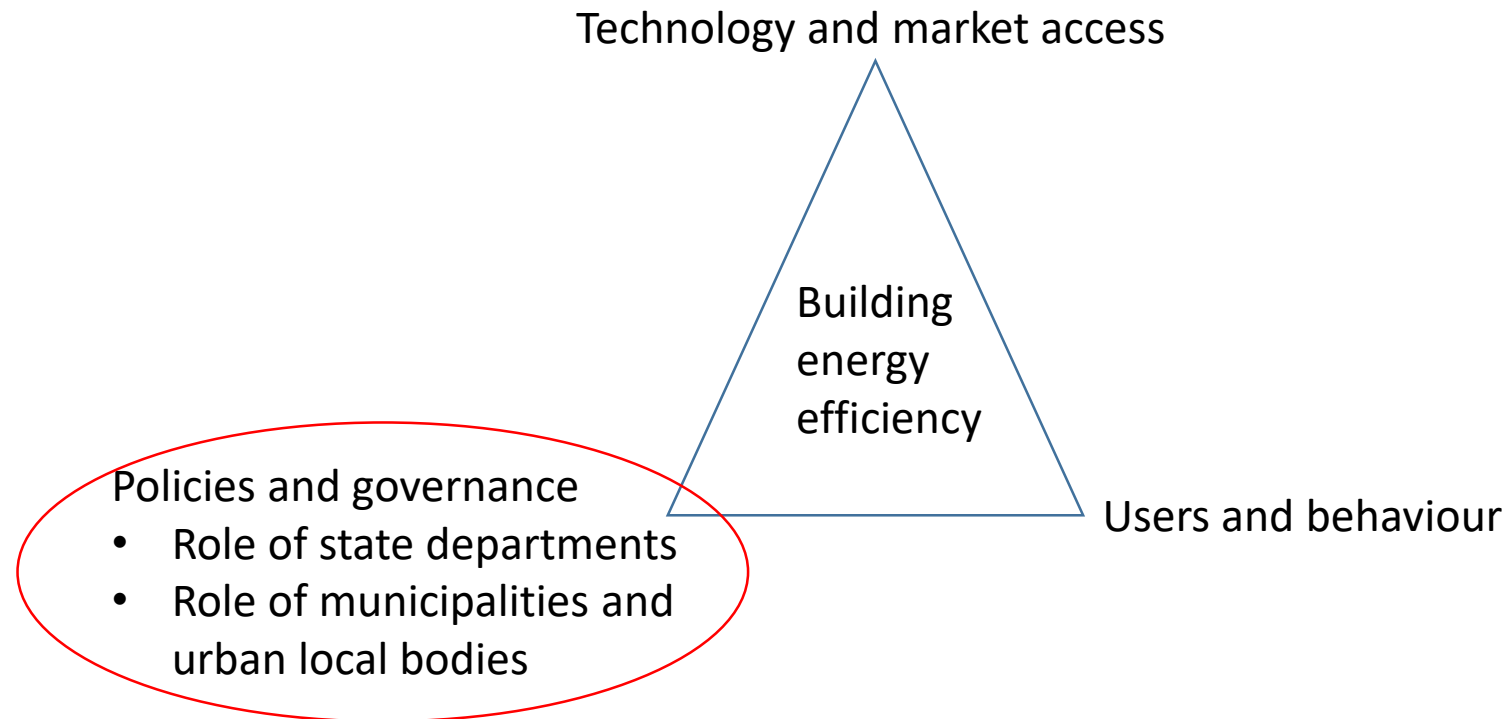 Technology and market access
Building
energy
efficiency
Policies and governance
• Role of state departments
• Role of municipalities and
urban local bodies
Users and behaviour